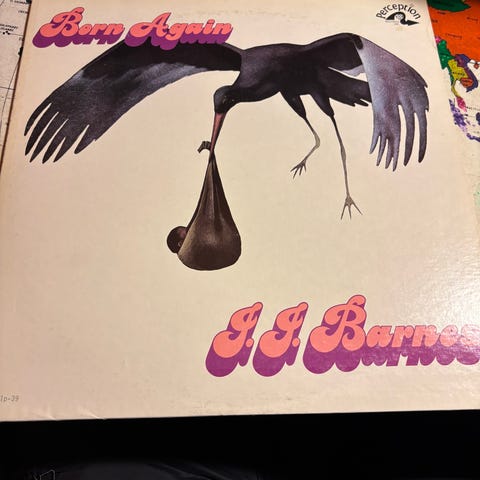 Born Again
Perception
J. J. Barnes
lp-39